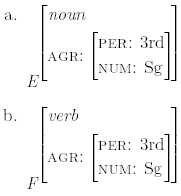 a. noun
AGR: PER: 3rd
NUM: Sg
E
b. verb
AGR: PER: 3rd
NUM: Sg
F